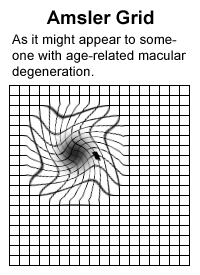 Amsler Grid
As it might appear to some-
one with age-related macular
degeneration.